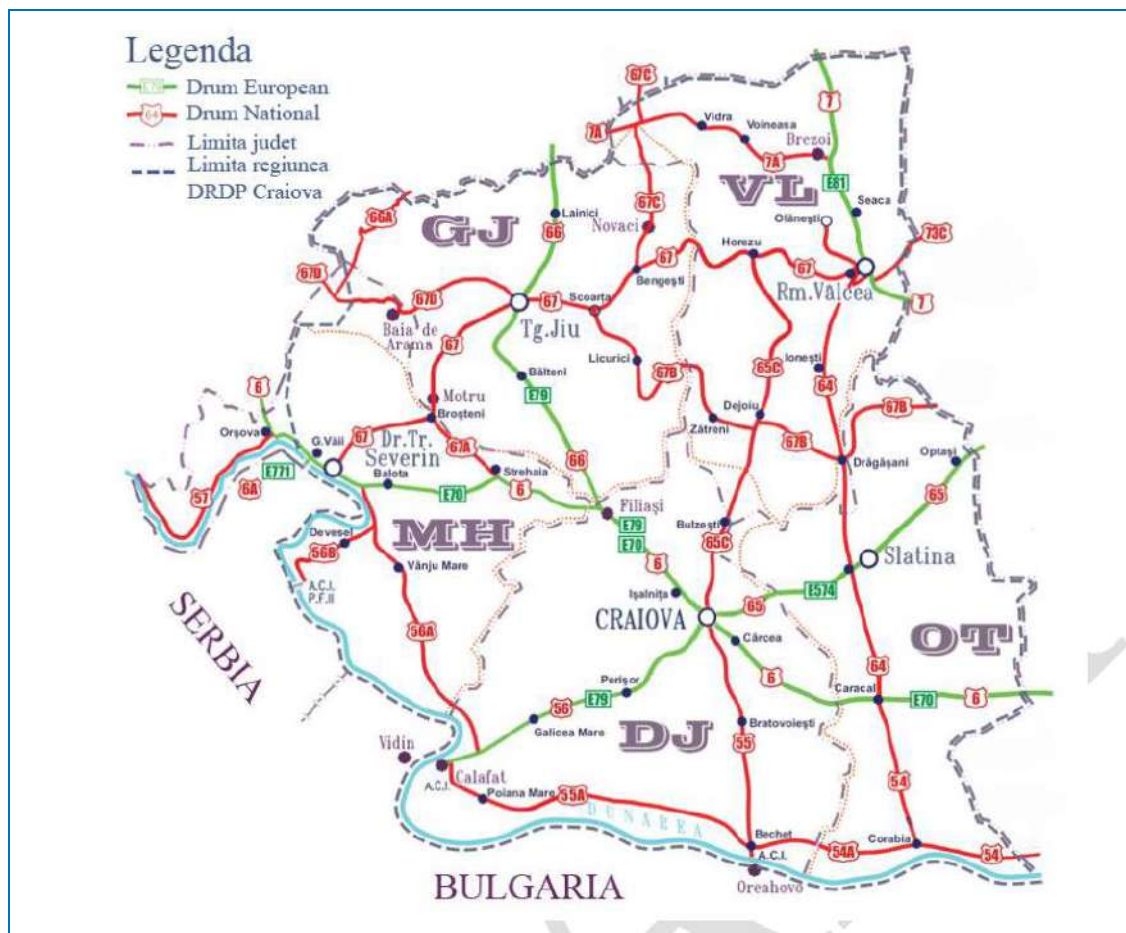 Legenda
E79 Drum European
64 Drum National
Limita judet
Limita regiunea
DRDP Craiova
67C
7
7A
Vidra
Voineasa
Brezoi
7A
VL
E81
Seaca
Olănești
73C
66A
GJ
Lainici
66
67C
Novaci
Horezu
67
67
Bengești
Rm.Vâlcea
7
67D
67D
67
Scoarța
Tg.Jiu
Baia de
Arama
67
Licurici
67B
65C
Ionești
64
Bâlteni
E79
Motru
Broșteni
Dejoiu
67B
67B
Zătreni
6
Orșova
G.Văii
67
Dr.Tr.
Severin
67A
66
Drăgășani
Optași
E771
6A
57
Balota
E70
Strehaia
6
65
Filiași
E79
E70
Bulzești
65C
Devesel
56B
MH
Vânju Mare
6
Slatina
A.C.I.
P.F.II
Ișalnița
E574
65
CRAIOVA
SERBIA
56A
Cârcea
OT
64
6
Caracal
E70
6
Perișor
E79
56
Galicea Mare
DJ
Bratovoiești
55
Vidin
A.C.I.
Calafat
Poiana Mare
55A
54
DUNAREA
Bechet
Corabia
A.C.I.
54A
54
Oreahovo
BULGARIA